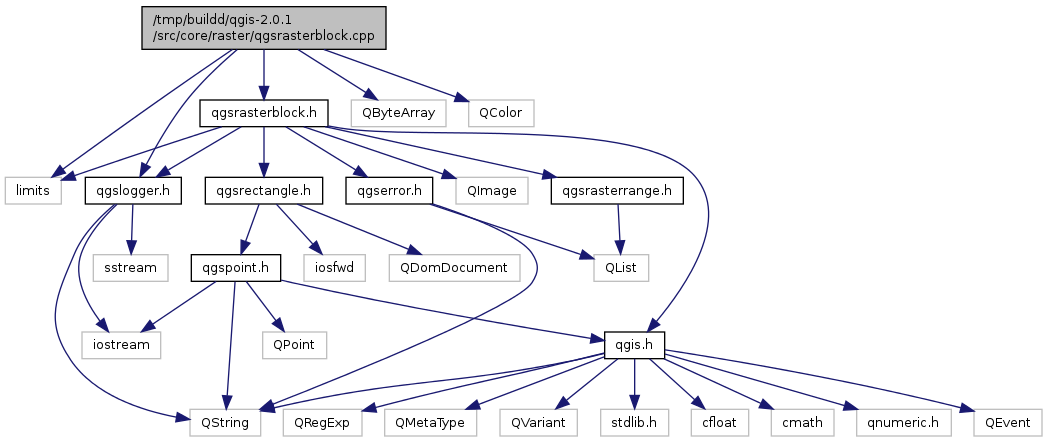 /tmp/buildd/qgis-2.0.1
/src/core/raster/qgsrasterblock.cpp
qgsrasterblock.h
QByteArray
QColor
limits
qgslogger.h
qgsrectangle.h
qgserror.h
QImage
qgsrasterrange.h
sstream
qgspoint.h
iosfwd
QDomDocument
QList
iostream
QPoint
qgis.h
QString
QRegExp
QMetaType
QVariant
stdlib.h
cfloat
cmath
qnumeric.h
QEvent